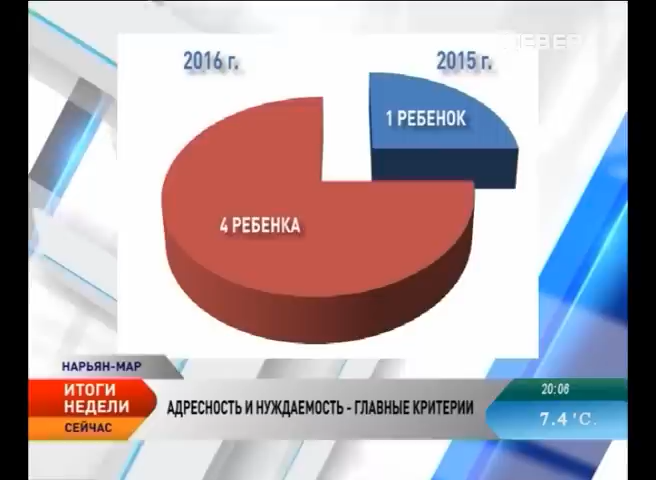 СЕВЕР
2016 г.
2015 г.
1 РЕБЕНОК
4 РЕБЕНКА
НАРЬЯН-МАР
ИТОГИ
НЕДЕЛИ
СЕЙЧАС
АДРЕСНОСТЬ И НУЖДАЕМОСТЬ - ГЛАВНЫЕ КРИТЕРИИ
20:06
7.4 °C.